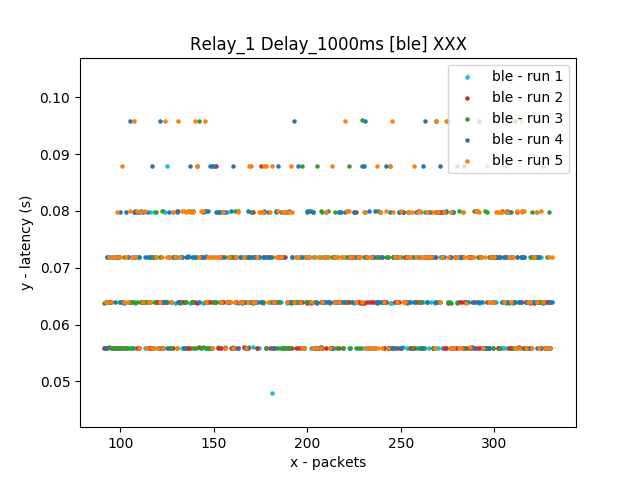 Relay_1 Delay_1000ms [ble] XXX
ble - run 1
ble - run 2
ble - run 3
ble - run 4
ble - run 5
y - latency (s)
0.10
0.09
0.08
0.07
0.06
0.05
100
150
200
250
300
x - packets